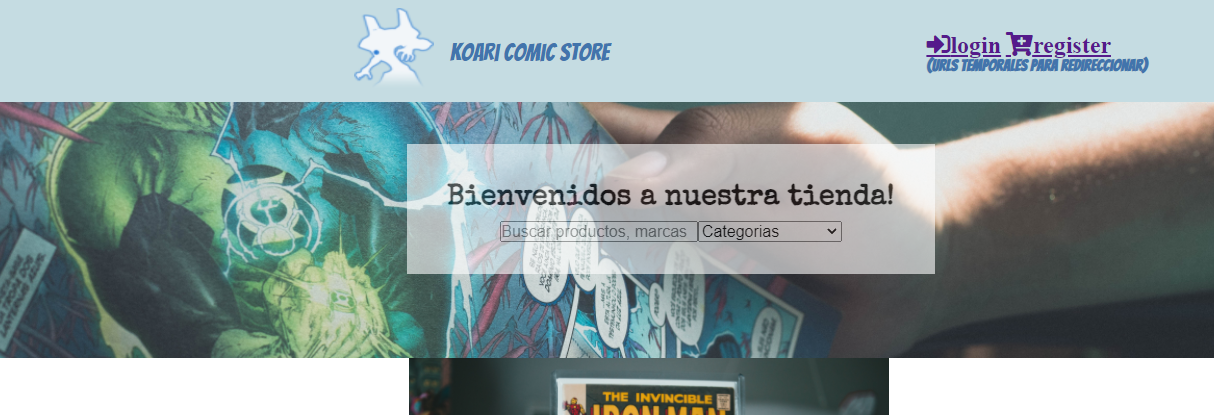 KOARI COMIC STORE
login register
(URLS TEMPORALES PARA REDIRECCIONAR)
Bienvenidos a nuestra tienda!
Buscar productos, marcas Categorias
THE INVINCIBLE
IRON MAN